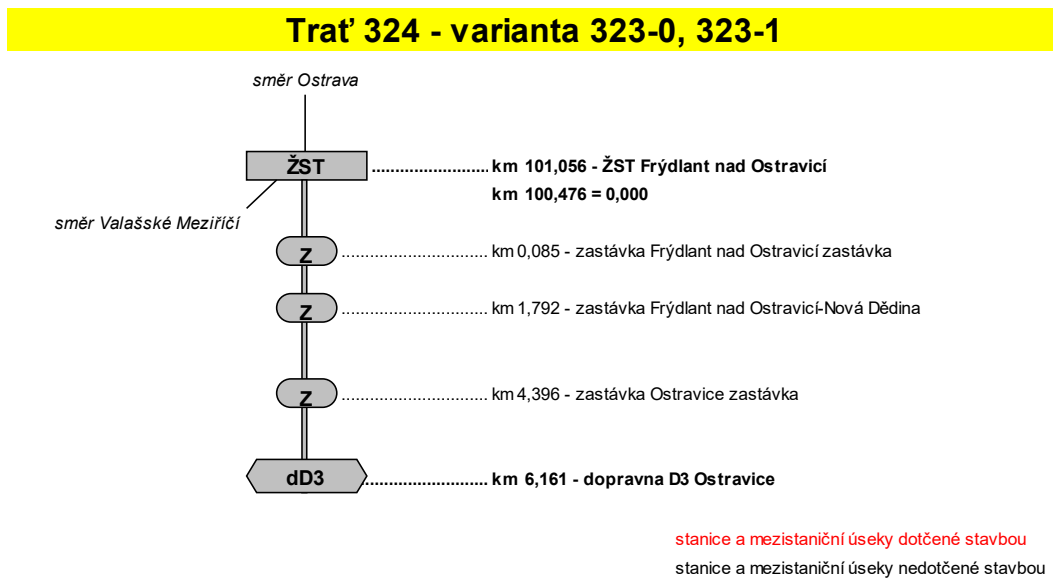 Trať 324 - varianta 323-0, 323-1
směr Ostrava
ŽST ......................... km 101,056 - ŽST Frýdlant nad Ostravicí
km 100,476 = 0,000
směr Valašské Meziříčí
Z ............................... km 0,085 - zastávka Frýdlant nad Ostravicí zastávka
Z ............................... km 1,792 - zastávka Frýdlant nad Ostravicí-Nová Dědina
Z ............................... km 4,396 - zastávka Ostravice zastávka
dD3 .......................... km 6,161 - dopravna D3 Ostravice
stanice a mezistaniční úseky dotčené stavbou
stanice a mezistaniční úseky nedotčené stavbou